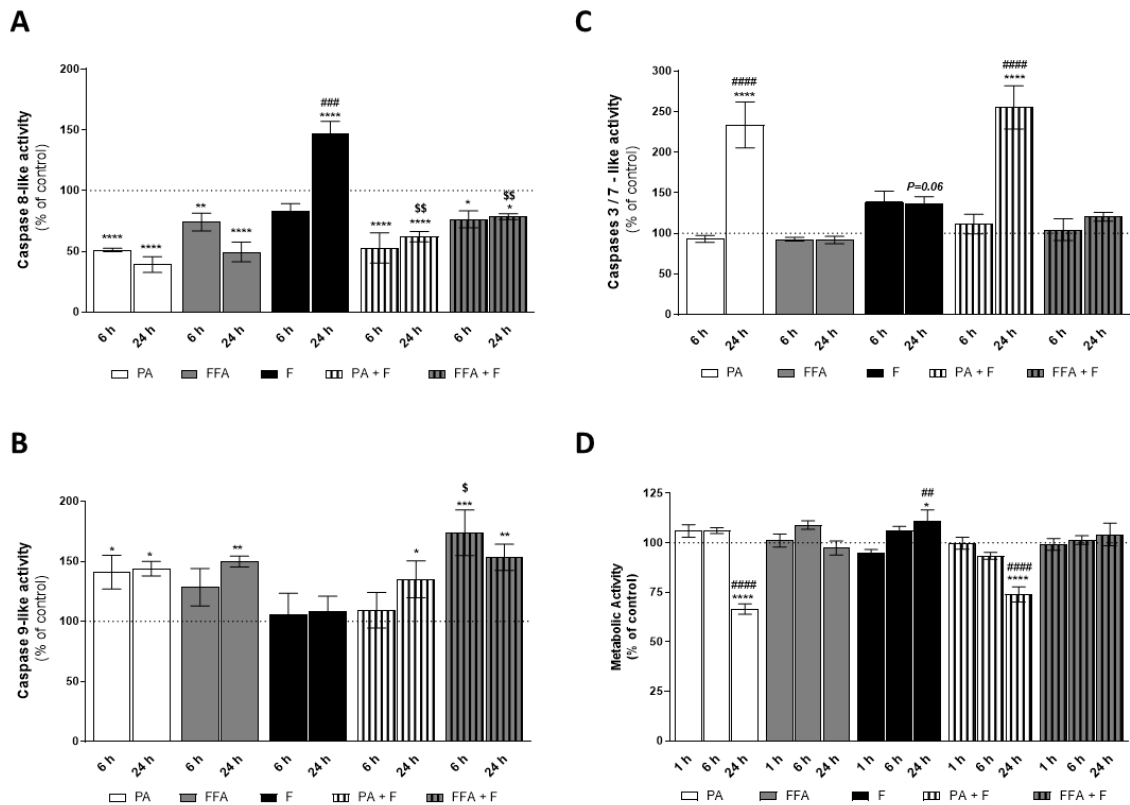 A
Caspase 8-like activity
(% of control)
200
150
100
50
0
**** **** ** **** ### **** **** $$ **** * $$ *
6 h 24 h 6 h 24 h 6 h 24 h 6 h 24 h 6 h 24 h
PA FFA F PA + F FFA + F
B
Caspase 9-like activity
(% of control)
200
150
100
50
0
* * ** * $ *** **
6 h 24 h 6 h 24 h 6 h 24 h 6 h 24 h 6 h 24 h
PA FFA F PA + F FFA + F
C
Caspases 3 / 7 - like activity
(% of control)
300
250
200
150
100
50
0
#### **** P=0.06 #### ****
6 h 24 h 6 h 24 h 6 h 24 h 6 h 24 h 6 h 24 h
PA FFA F PA + F FFA + F
D
Metabolic Activity
(% of control)
125
100
75
50
25
0
#### **** ## * #### ****
1 h 6 h 24 h 1 h 6 h 24 h 1 h 6 h 24 h 1 h 6 h 24 h 1 h 6 h 24 h
PA FFA F PA + F FFA + F